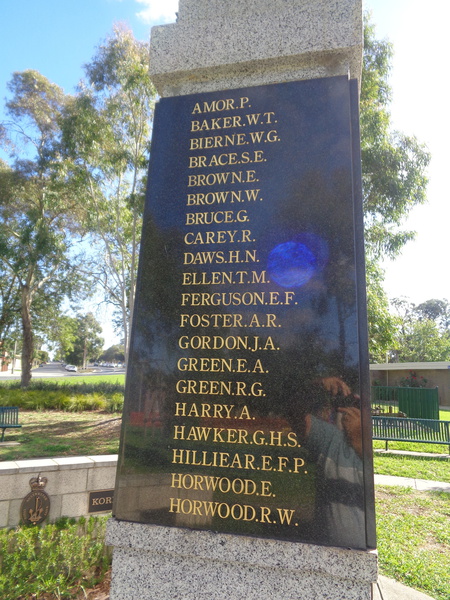 AMOR.P.
BAKER.W.T.
BIERNE.W.G.
BRACE.S.E.
BROWN.E.
BROWN.W.
BRUCE.G.
CAREY.R.
DAWS.H.N.
ELLEN.T.M.
FERGUSON.E.F.
FOSTER.A.R.
GORDON.J.A.
GREEN.E.A.
GREEN.R.G.
HARRY.A.
HAWKER.G.H.S.
HILLIEAR.E.F.P.
HORWOOD.E.
HORWOOD.R.W.